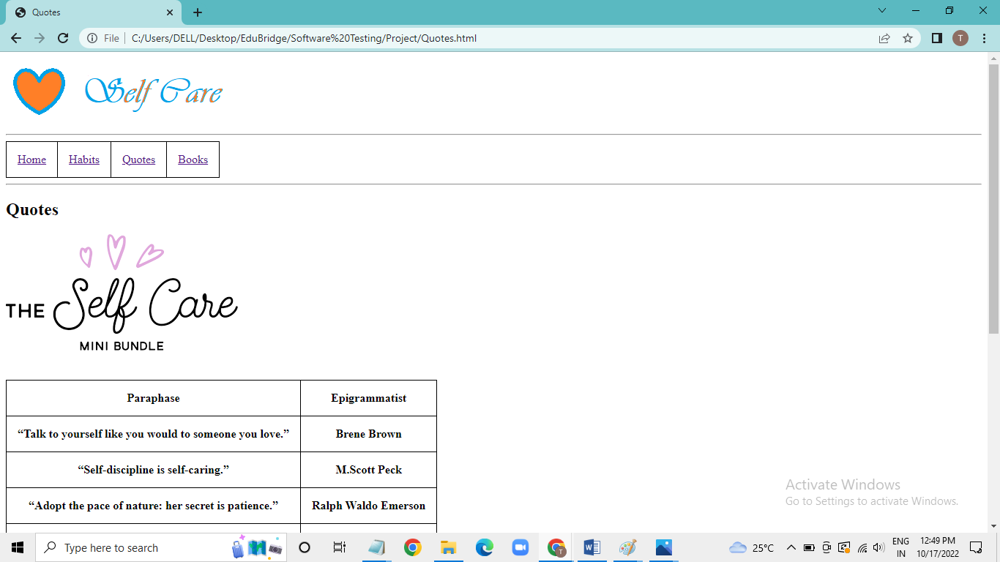 Quotes
File
C:/Users/DELL/Desktop/EduBridge/Software%20Testing/Project/Quotes.html
T
Self Care
Home Habits Quotes Books
Quotes
THE Self Care
MINI BUNDLE
Paraphase Epigrammatist
“Talk to yourself like you would to someone you love.” Brene Brown
“Self-discipline is self-caring.” M.Scott Peck
“Adopt the pace of nature: her secret is patience.” Ralph Waldo Emerson
Activate Windows
Go to Settings to activate Windows.
Type here to search
T
25°C
ENG
IN
12:49 PM
10/17/2022